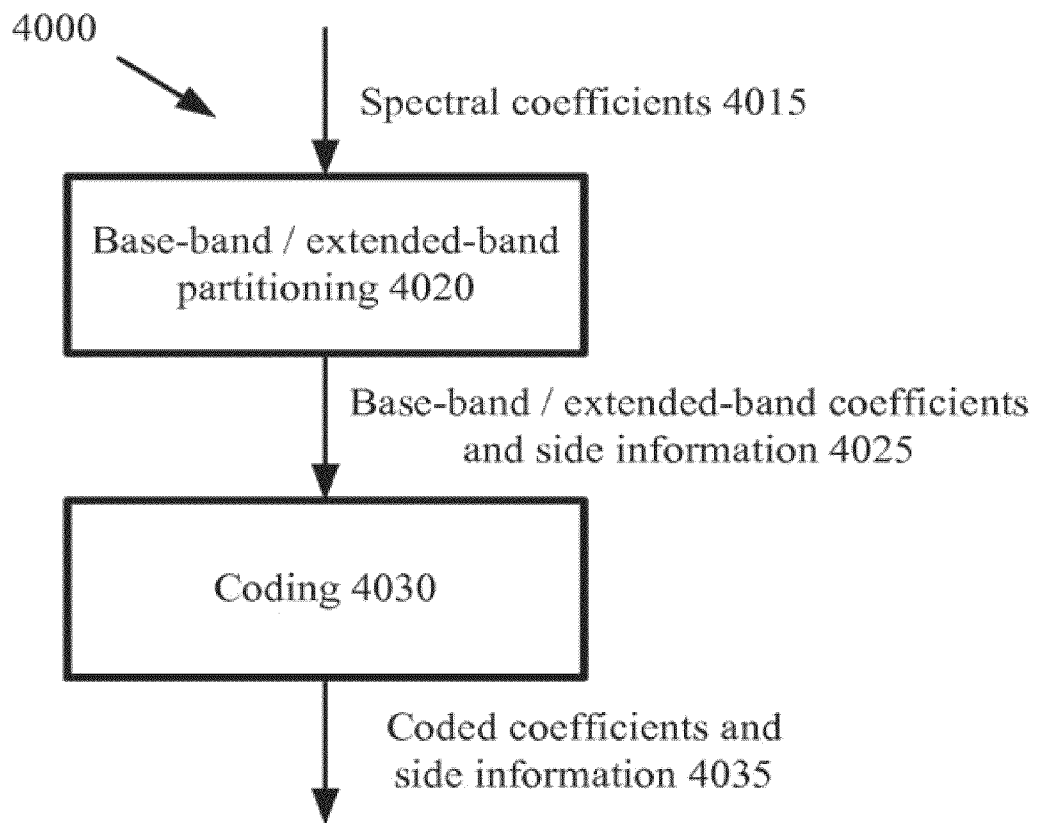 4000
Spectral coefficients 4015
Base-band / extended-band
partitioning 4020
Base-band / extended-band coefficients
and side information 4025
Coding 4030
Coded coefficients and
side information 4035